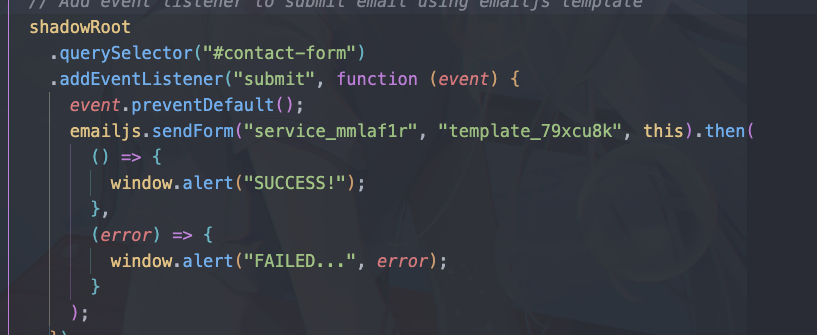 // Add event listener to submit email using emailjs template
shadowRoot
.querySelector("#contact-form")
.addEventListener("submit", function (event) {
event.preventDefault();
emailjs.sendForm("service_mmlaf1r", "template_79xcu8k", this).then(
() => {
window.alert("SUCCESS!");
},
(error) => {
window.alert("FAILED...", error);
}
);
})